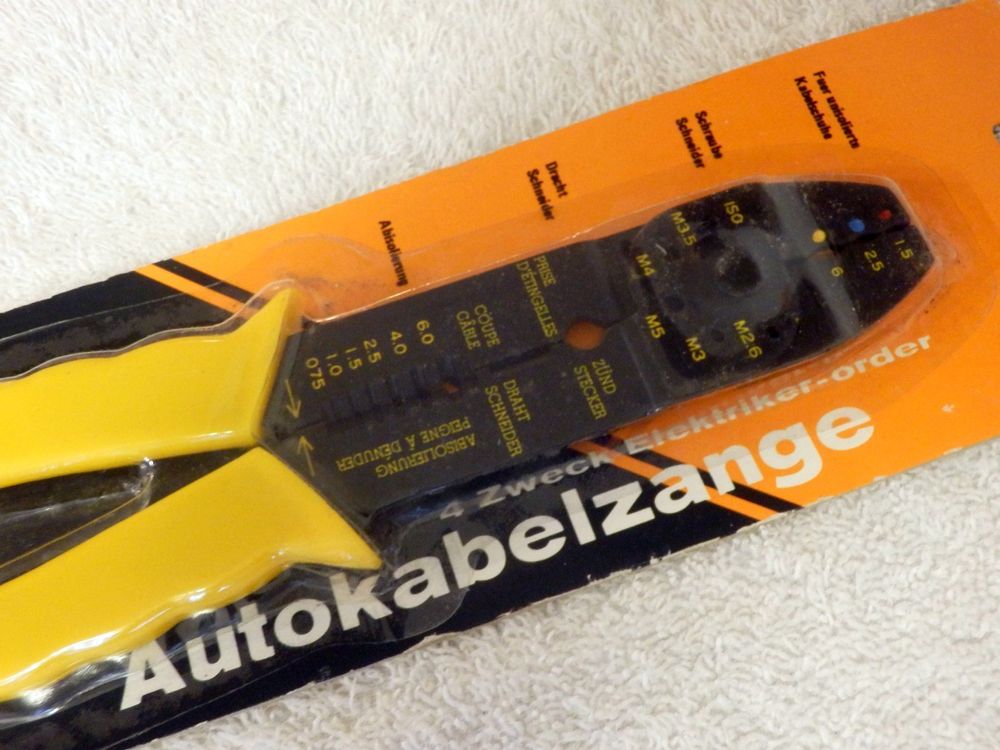 Fuer unisolierte
Kabelschuhe
Schraube
Schneider
Dracht
Schneider
Abisolierung
ISO
M3.5
M4
M5
M3
M2.6
1.5
2.5
6
PRISE
D'ÉTINGELLES
ZÜND
STECKER
COUPE
CÂBLE
DRAHT
SCHNEIDER
6.0
4.0
2.5
1.5
1.0
0.75
ABISOLIERUNG
PEIGNE À DÉNUDER
4 Zweck Elektriker-order
Autokabelzange